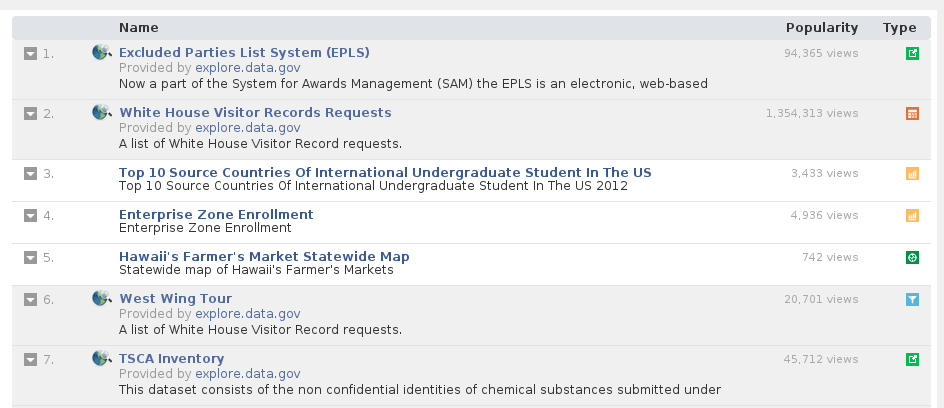 Name Popularity Type
1. Excluded Parties List System (EPLS) 94,365 views
Provided by explore.data.gov
Now a part of the System for Awards Management (SAM) the EPLS is an electronic, web-based
2. White House Visitor Records Requests 1,354,313 views
Provided by explore.data.gov
A list of White House Visitor Record requests.
3. Top 10 Source Countries Of International Undergraduate Student In The US 3,433 views
Top 10 Source Countries Of International Undergraduate Student In The US 2012
4. Enterprise Zone Enrollment 4,936 views
Enterprise Zone Enrollment
5. Hawaii's Farmer's Market Statewide Map 742 views
Statewide map of Hawaii's Farmer's Markets
6. West Wing Tour 20,701 views
Provided by explore.data.gov
A list of White House Visitor Record requests.
7. TSCA Inventory 45,712 views
Provided by explore.data.gov
This dataset consists of the non confidential identities of chemical substances submitted under